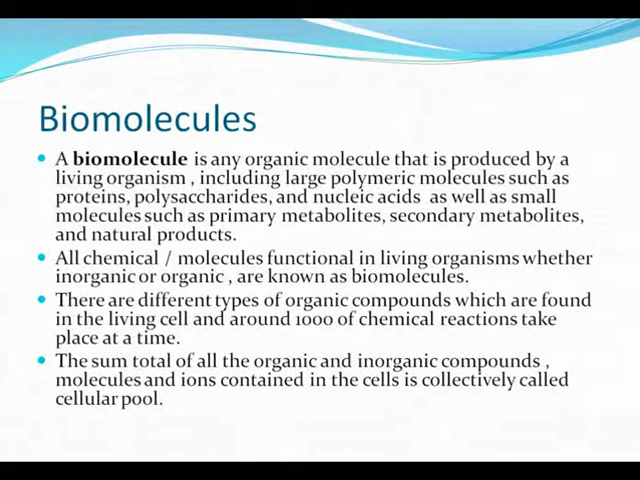 Biomolecules
A biomolecule is any organic molecule that is produced by a
living organism , including large polymeric molecules such as
proteins, polysaccharides, and nucleic acids as well as small
molecules such as primary metabolites, secondary metabolites,
and natural products.
All chemical / molecules functional in living organisms whether
inorganic or organic , are known as biomolecules.
There are different types of organic compounds which are found
in the living cell and around 1000 of chemical reactions take
place at a time.
The sum total of all the organic and inorganic compounds ,
molecules and ions contained in the cells is collectively called
cellular pool.